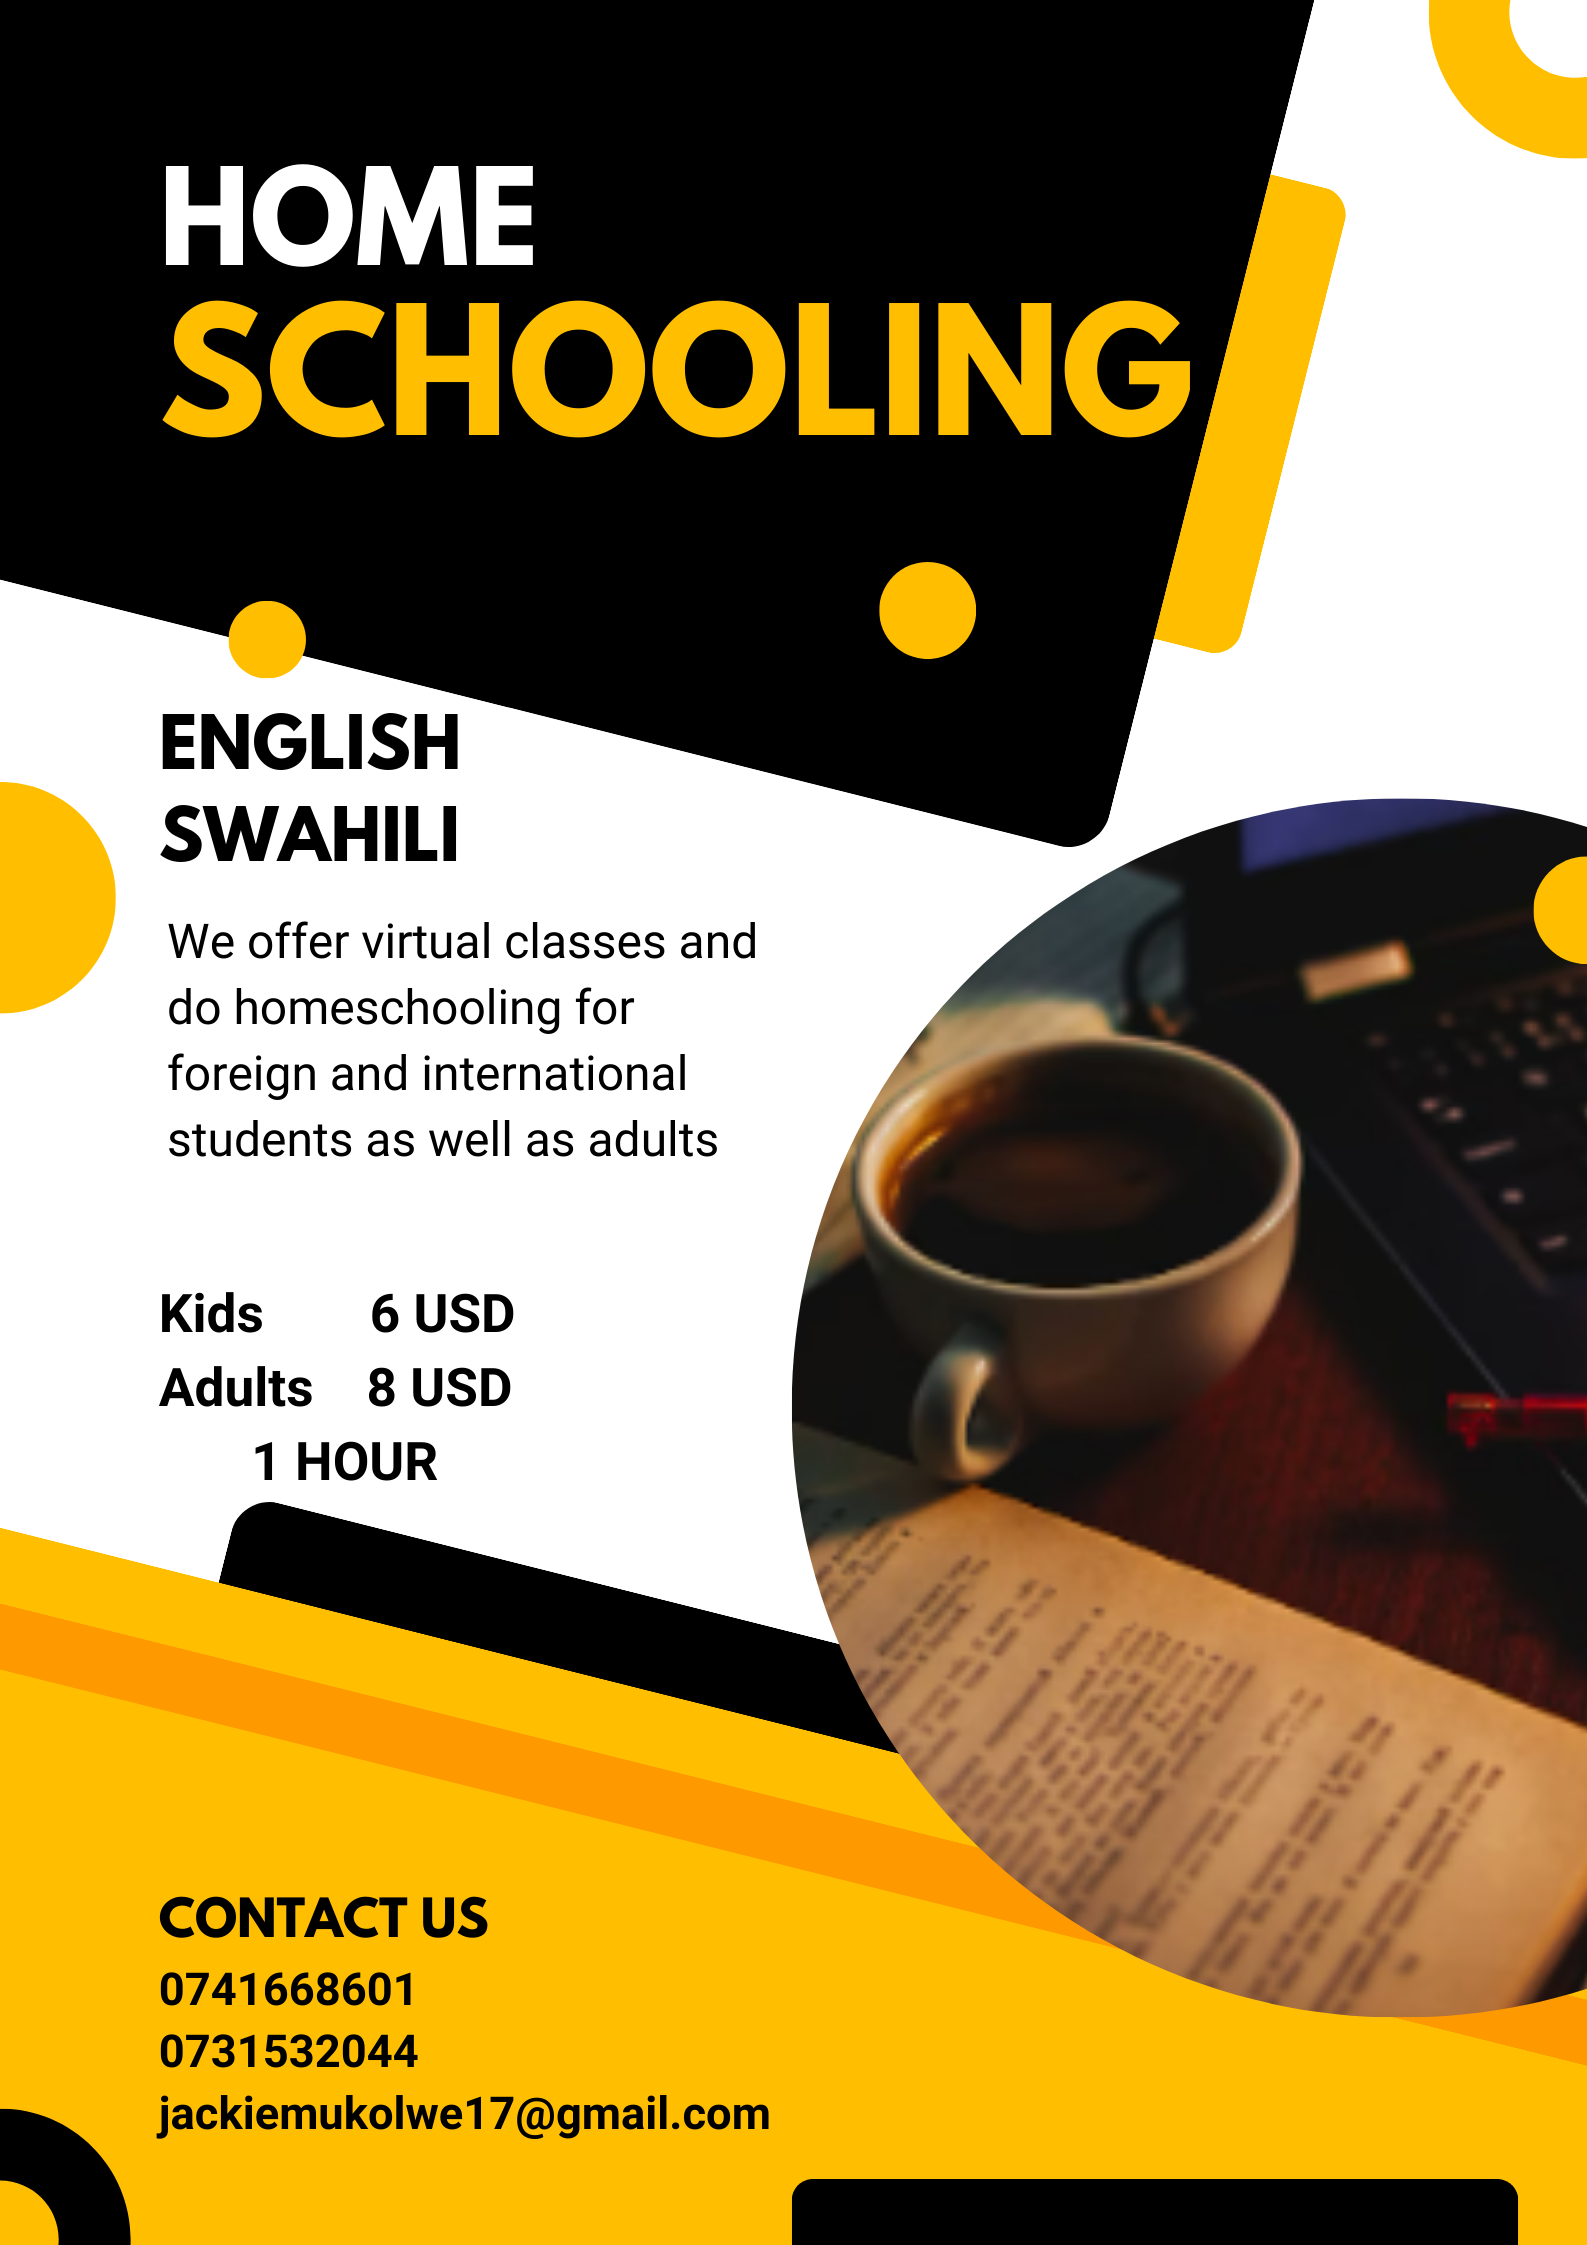 HOME
SCHOOLING
ENGLISH
SWAHILI
We offer virtual classes and
do homeschooling for
foreign and international
students as well as adults
Kids 6 USD
Adults 8 USD
1 HOUR
CONTACT US
0741668601
0731532044
jackiemukolwe17@gmail.com